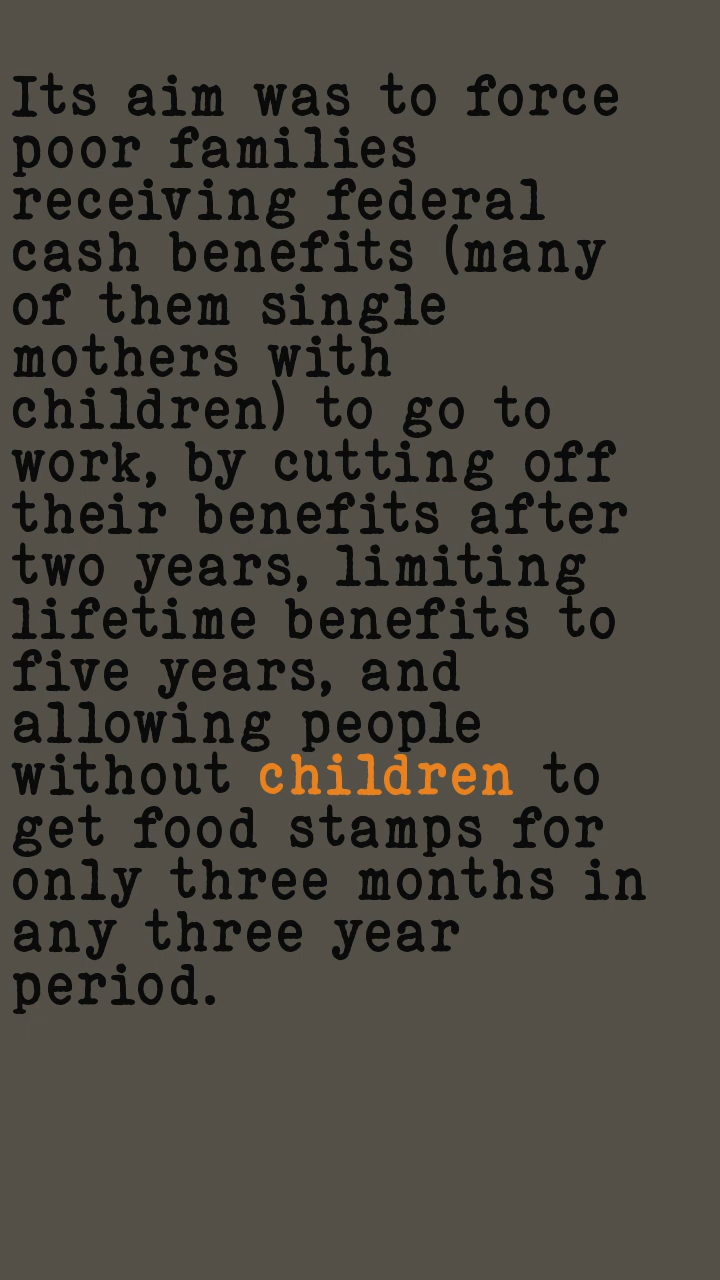 Its aim was to force
poor families
receiving federal
cash benefits (many
of them single
mothers with
children) to go to
work, by cutting off
their benefits after
two years, limiting
lifetime benefits to
five years, and
allowing people
without children to
get food stamps for
only three months in
any three year
period.